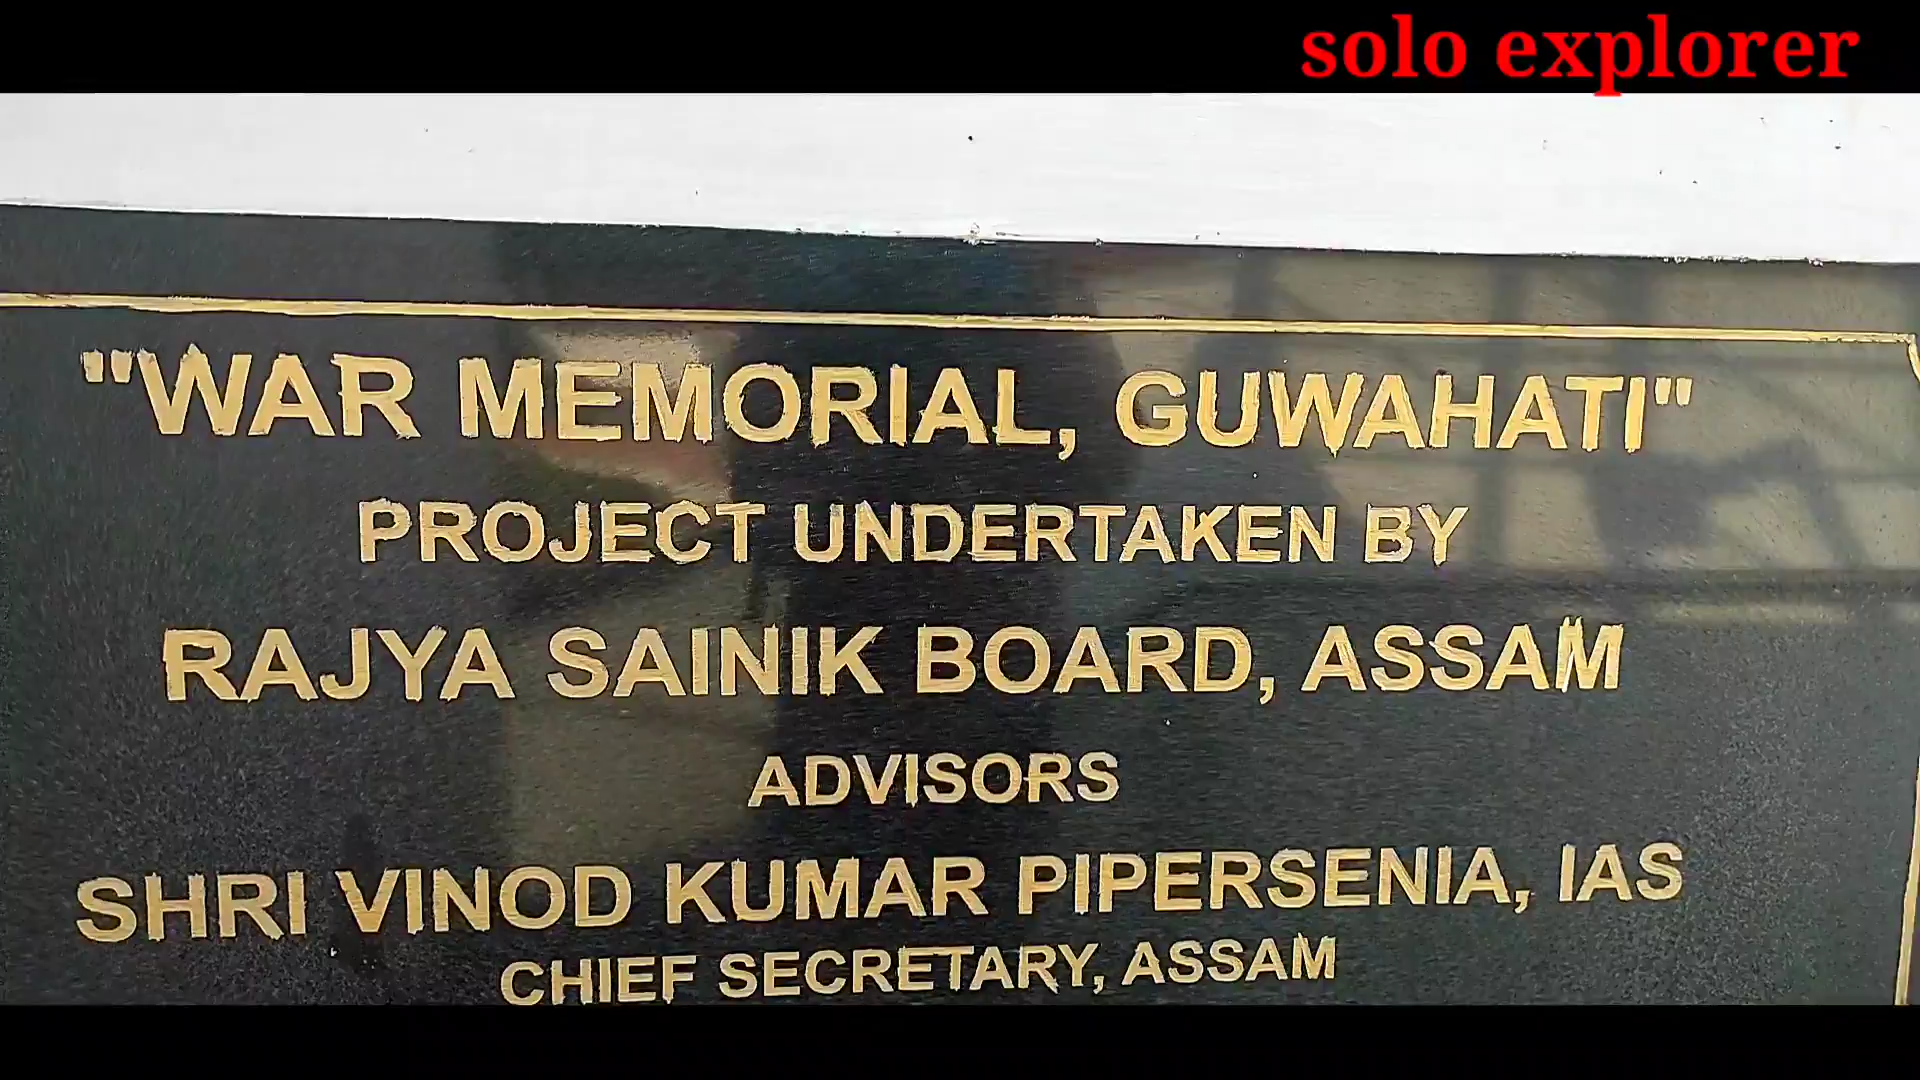 solo explorer
"WAR MEMORIAL, GUWAHATI"
PROJECT UNDERTAKEN BY
RAJYA SAINIK BOARD, ASSAM
ADVISORS
SHRI VINOD KUMAR PIPERSENIA, IAS
CHIEF SECRETARY, ASSAM